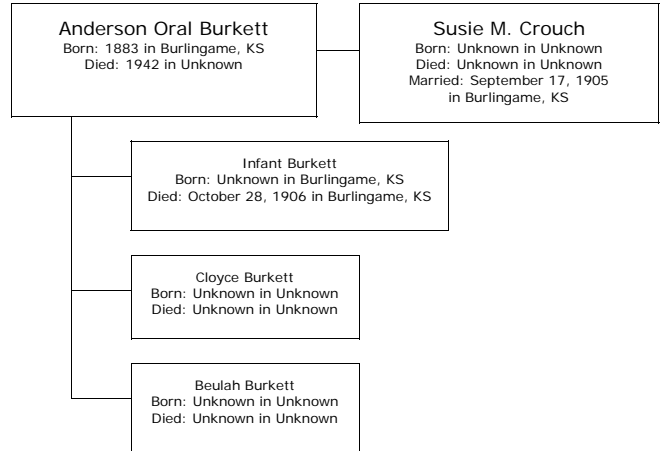 Anderson Oral Burkett
Born: 1883 in Burlingame, KS
Died: 1942 in Unknown
Susie M. Crouch
Born: Unknown in Unknown
Died: Unknown in Unknown
Married: September 17, 1905
in Burlingame, KS
Infant Burkett
Born: Unknown in Burlingame, KS
Died: October 28, 1906 in Burlingame, KS
Cloyce Burkett
Born: Unknown in Unknown
Died: Unknown in Unknown
Beulah Burkett
Born: Unknown in Unknown
Died: Unknown in Unknown